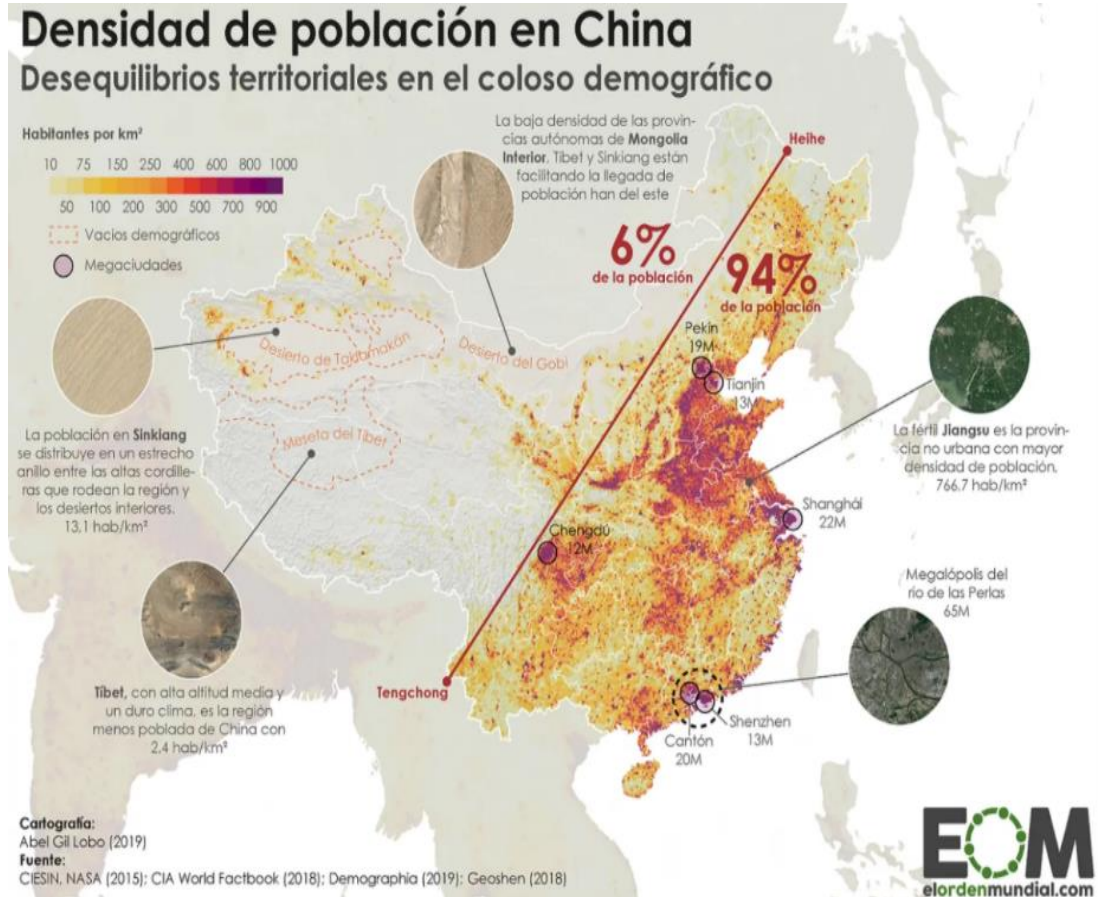 Densidad de población en China
Desequilibrios territoriales en el coloso demográfico
Habitantes por km²
10 75 150 250 400 600 800 1000
50 100 200 300 500 700 900
Vacios demográficos
Megaciudades
La baja densidad de las provin-
cias autónomas de Mongolia
Interior, Tibet y Sinkiang están
facilitando la llegada de
población han del este
Heihe
6%
de la población
94%
de la población
Pekín
19M
Tianjin
13M
Desierto de Taklamakán
Desierto del Gobi
Meseta del Tíbet
La población en Sinkiang
se distribuye en un estrecho
anillo entre las altas cordille-
ras que rodean la región y
los desiertos interiores.
13,1 hab/km²
La fértil Jiangsu es la provin-
cia no urbana con mayor
densidad de población,
766.7 hab/km²
Shanghái
22M
Chengdú
12M
Megalópolis del
río de las Perlas
65M
Tengchong
Tíbet, con alta altitud media y
un duro clima, es la región
menos poblada de China con
2,4 hab/km²
Shenzhen
13M
Cantón
20M
Cartografía:
Abel Gil Lobo (2019)
Fuente:
CIESIN, NASA (2015); CIA World Factbook (2018); Demographia (2019); Geoshen (2018)
EOM
elordenmundial.com